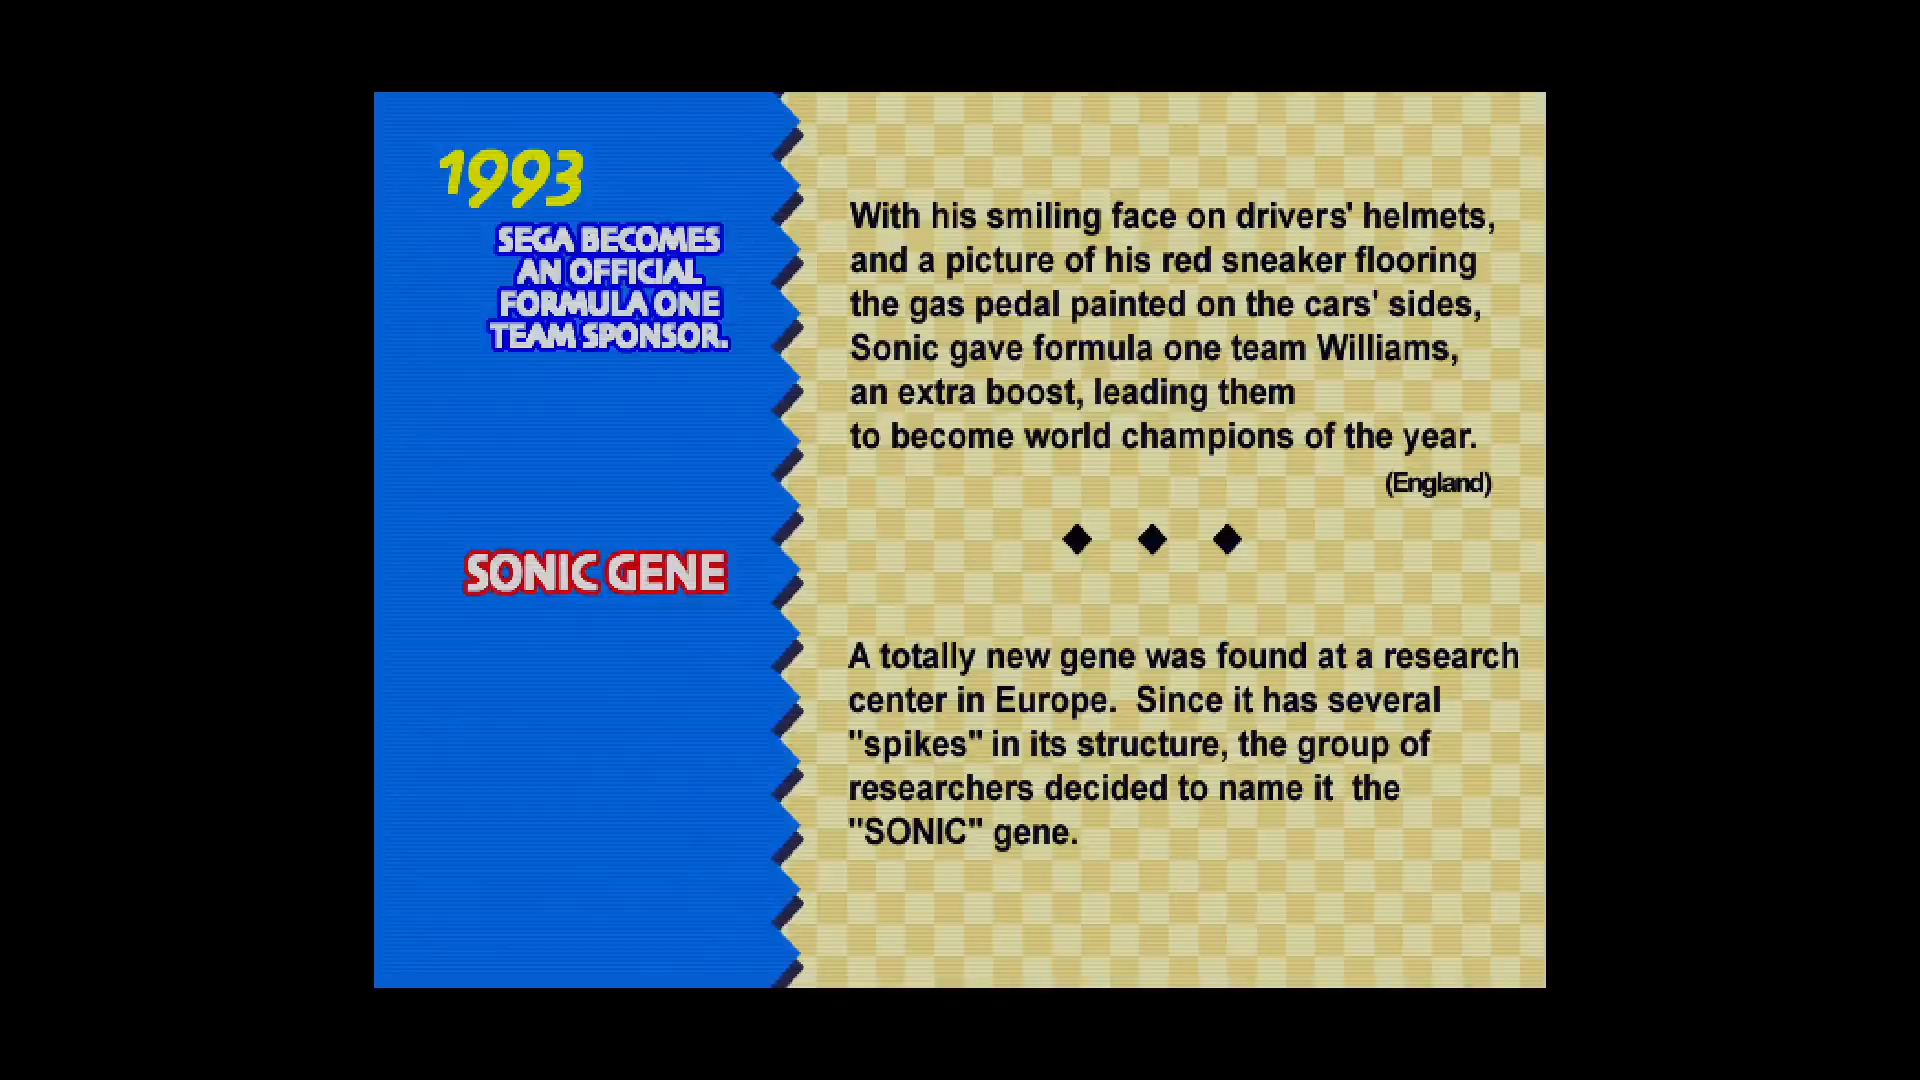 1993
SEGA BECOMES
AN OFFICIAL
FORMULA ONE
TEAM SPONSOR.
With his smiling face on drivers' helmets,
and a picture of his red sneaker flooring
the gas pedal painted on the cars' sides,
Sonic gave formula one team Williams,
an extra boost, leading them
to become world champions of the year.
(England)
SONIC GENE
A totally new gene was found at a research
center in Europe.  Since it has several
"spikes" in its structure, the group of
researchers decided to name it  the
"SONIC" gene.